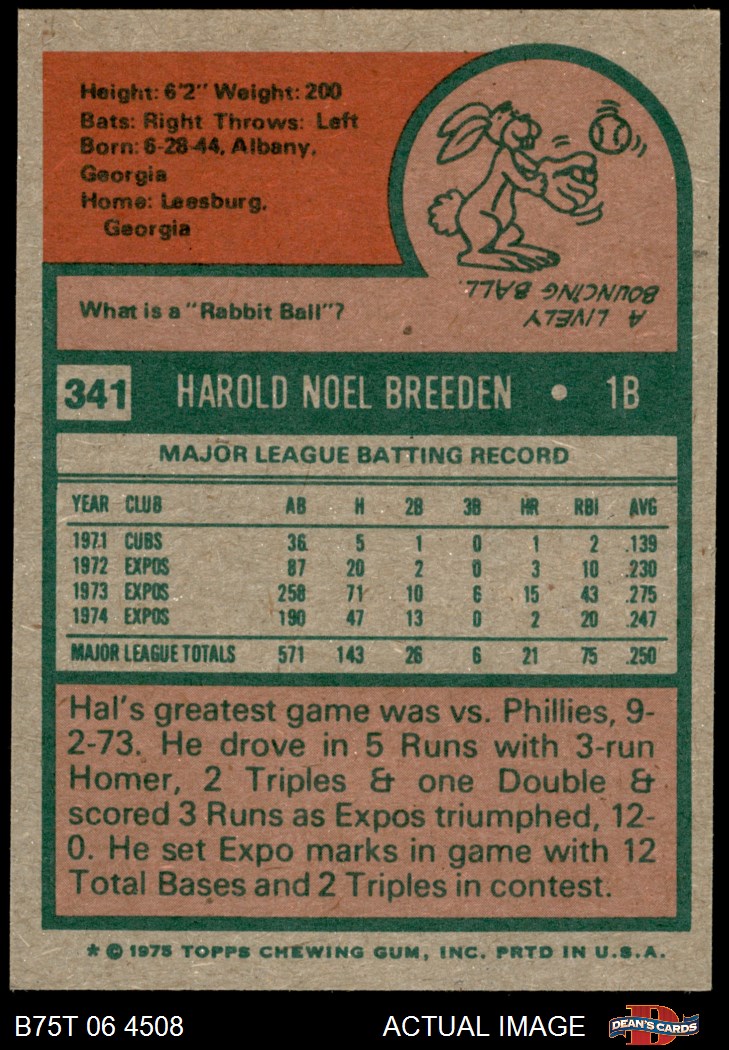 Height: 6'2" Weight: 200
Bats: Right Throws: Left
Born: 6-28-44, Albany,
Georgia
Home: Leesburg,
Georgia
What is a "Rabbit Ball"?
A LIVELY
BOUNCING BALL.
341 HAROLD NOEL BREEDEN • 1B
MAJOR LEAGUE BATTING RECORD
YEAR CLUB AB H 2B 3B HR RBI AVG
1971 CUBS 36 5 1 0 1 2 .139
1972 EXPOS 87 20 2 0 3 10 .230
1973 EXPOS 258 71 10 6 15 43 .275
1974 EXPOS 190 47 13 0 2 20 .247
MAJOR LEAGUE TOTALS 571 143 26 6 21 75 .250
Hal's greatest game was vs. Phillies, 9-
2-73. He drove in 5 Runs with 3-run
Homer, 2 Triples & one Double &
scored 3 Runs as Expos triumphed, 12-
0. He set Expo marks in game with 12
Total Bases and 2 Triples in contest.
* © 1975 TOPPS CHEWING GUM, INC. PRTD IN U.S.A.
B75T 06 4508 ACTUAL IMAGE DEAN'S CARDS